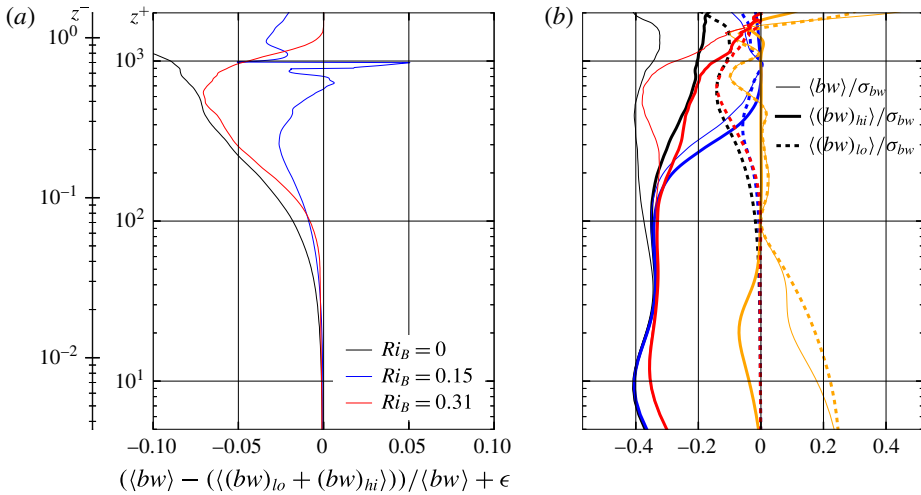 (a) z⁻ z⁺
10⁰
10⁻¹
10⁻²
10³
10²
10¹
Ri_B = 0
Ri_B = 0.15
Ri_B = 0.31
−0.10 −0.05 0 0.05 0.10
(⟨bw⟩ − (⟨(bw)_lo + (bw)_hi⟩))/⟨bw⟩ + ϵ
(b)
⟨bw⟩/σ_bw
⟨(bw)_hi⟩/σ_bw
⟨(bw)_lo⟩/σ_bw
−0.4 −0.2 0 0.2 0.4